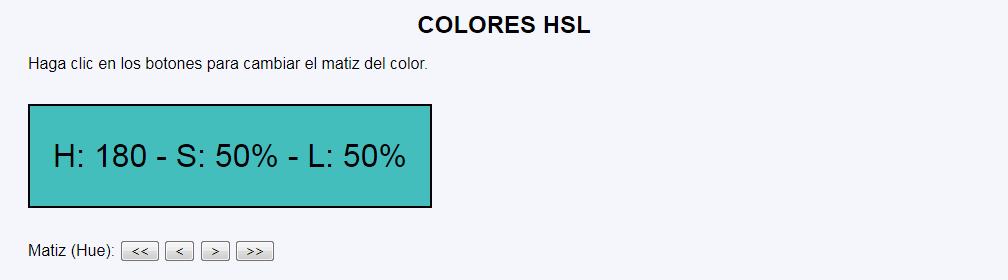 COLORES HSL
Haga clic en los botones para cambiar el matiz del color.
H: 180 - S: 50% - L: 50%
Matiz (Hue): << < > >>